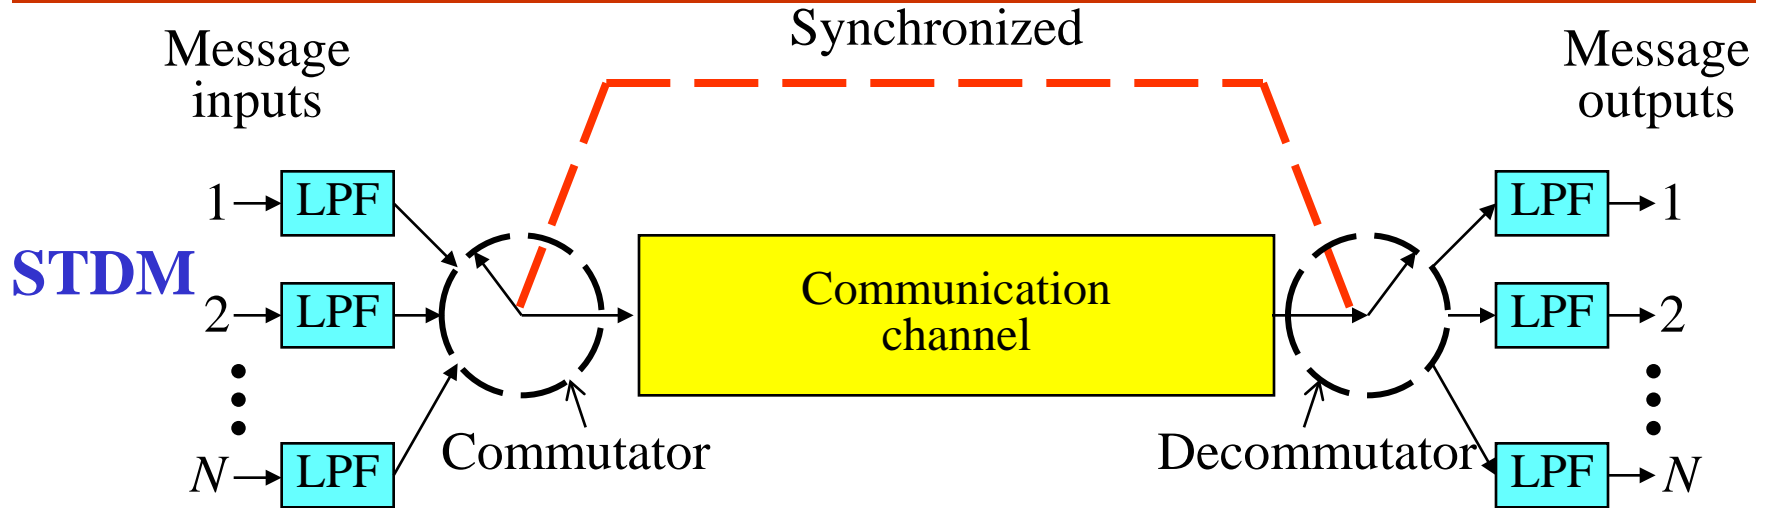 Synchronized
Message
inputs
Message
outputs
STDM
1
LPF
LPF
1
2
LPF
Communication
channel
LPF
2
N
LPF
Commutator
Decommutator
LPF
N